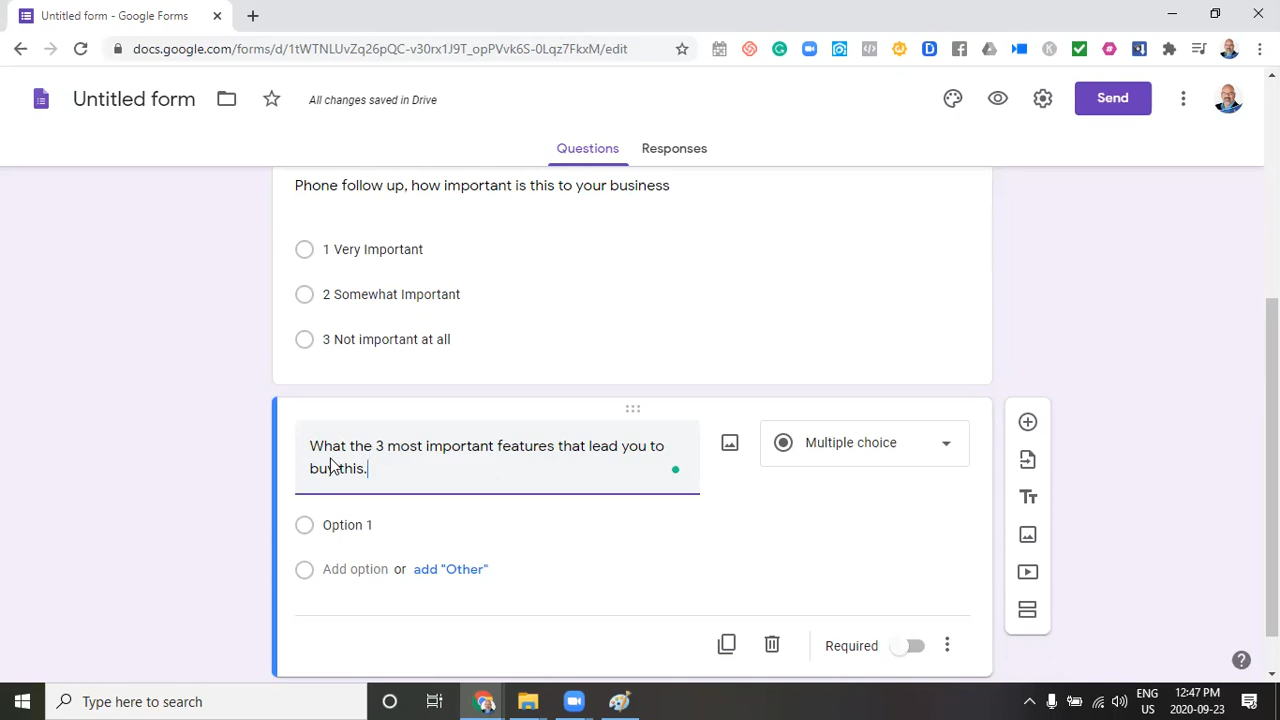 Untitled form - Google Forms
docs.google.com/forms/d/1tWTNLUvZq26pQC-v30rx1J9T_opPVvk6S-0Lqz7FkxM/edit
Untitled form
All changes saved in Drive
Send
Questions
Responses
Phone follow up, how important is this to your business
1 Very Important
2 Somewhat Important
3 Not important at all
What the 3 most important features that lead you to
buy this.
Multiple choice
Option 1
Add option or add "Other"
Required
Type here to search
ENG
12:47 PM
US
2020-09-23